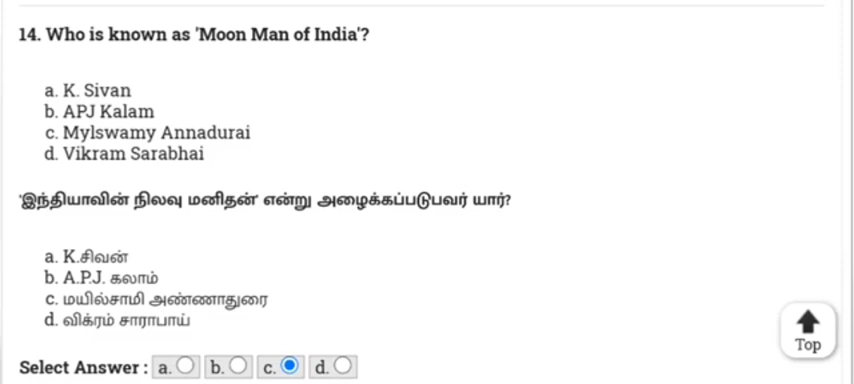 14. Who is known as 'Moon Man of India'?
a. K. Sivan
b. APJ Kalam
c. Mylswamy Annadurai
d. Vikram Sarabhai
'இந்தியாவின் நிலவு மனிதன்' என்று அழைக்கப்படுபவர் யார்?
a. K.சிவன்
b. A.P.J. கலாம்
c. மயில்சாமி அண்ணாதுரை
d. விக்ரம் சாராபாய்
Select Answer : a. b. c. d.
Top